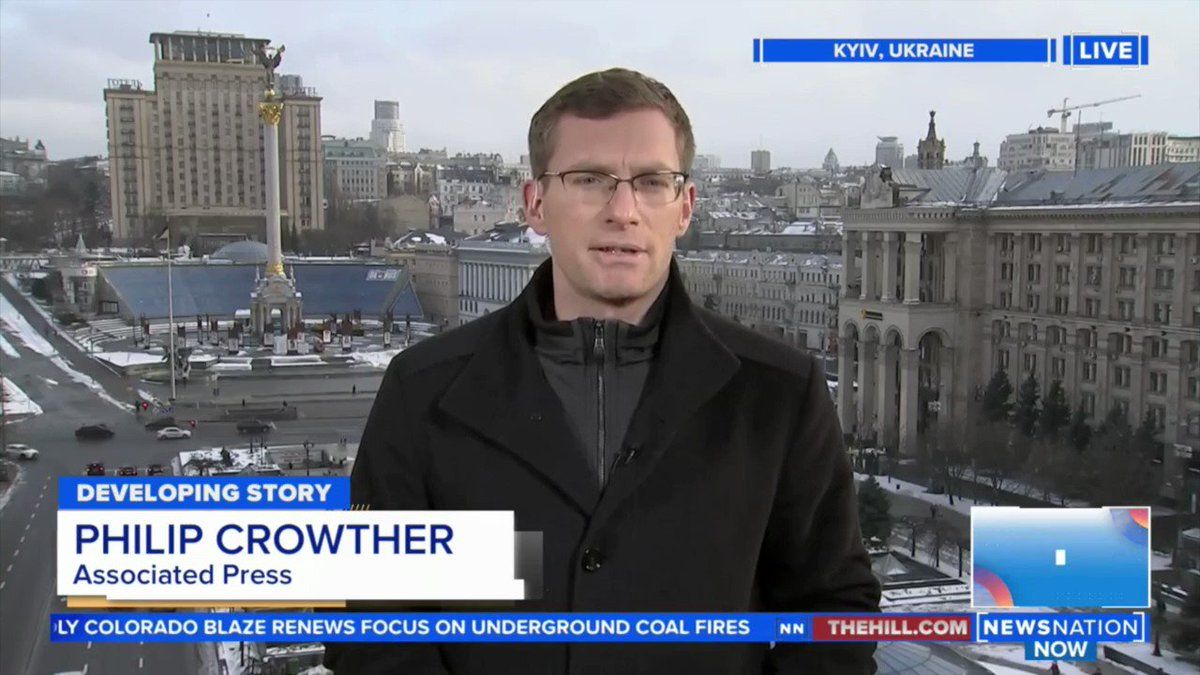 KYIV, UKRAINE
LIVE
ГОТЕЛЬ
DEVELOPING STORY
PHILIP CROWTHER
Associated Press
LY COLORADO BLAZE RENEWS FOCUS ON UNDERGROUND COAL FIRES
NN
THEHILL.COM
NEWSNATION
NOW